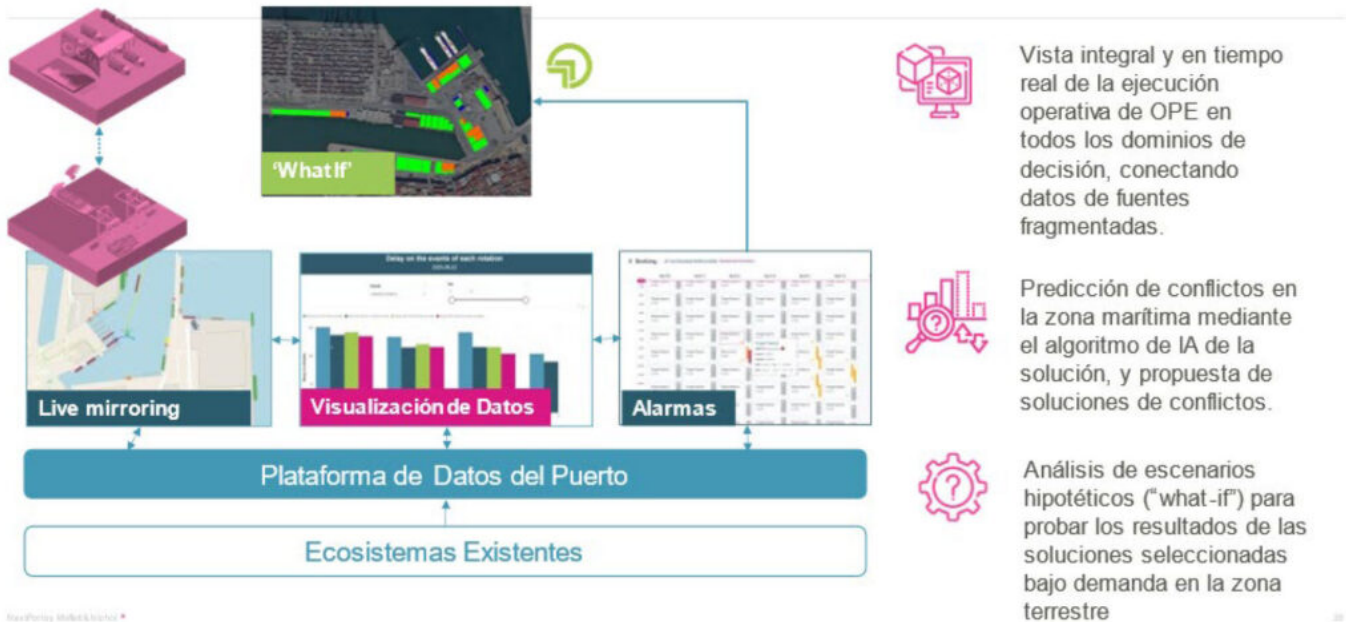 'What If'
Delay on the events of each rotation
Live mirroring
Visualización de Datos
Alarmas
Plataforma de Datos del Puerto
Ecosistemas Existentes
Vista integral y en tiempo
real de la ejecución
operativa de OPE en
todos los dominios de
decisión, conectando
datos de fuentes
fragmentadas.
Predicción de conflictos en
la zona marítima mediante
el algoritmo de IA de la
solución, y propuesta de
soluciones de conflictos.
Análisis de escenarios
hipotéticos (“what-if”) para
probar los resultados de las
soluciones seleccionadas
bajo demanda en la zona
terrestre